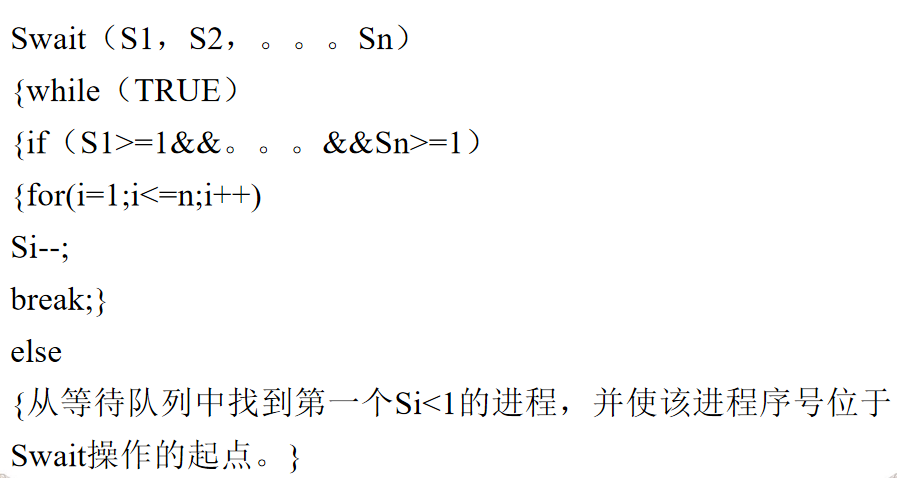 Swait（S1，S2，。。。Sn）
{while（TRUE）
{if（S1>=1&&。。。&&Sn>=1）
{for(i=1;i<=n;i++)
Si--;
break;}
else
{从等待队列中找到第一个Si<1的进程，并使该进程序号位于
Swait操作的起点。}